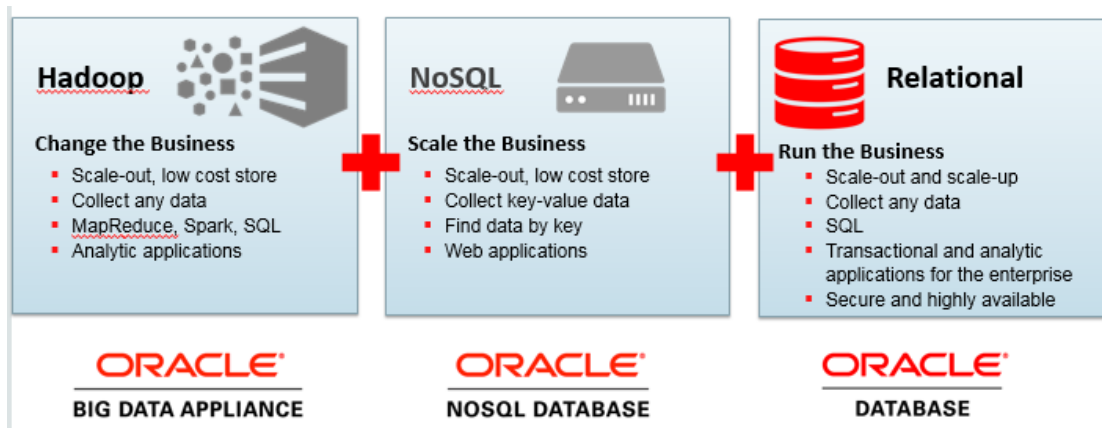 Hadoop
Change the Business
Scale-out, low cost store
Collect any data
MapReduce, Spark, SQL
Analytic applications
NoSQL
Scale the Business
Scale-out, low cost store
Collect key-value data
Find data by key
Web applications
Relational
Run the Business
Scale-out and scale-up
Collect any data
SQL
Transactional and analytic
applications for the enterprise
Secure and highly available
ORACLE®
BIG DATA APPLIANCE
ORACLE®
NOSQL DATABASE
ORACLE®
DATABASE